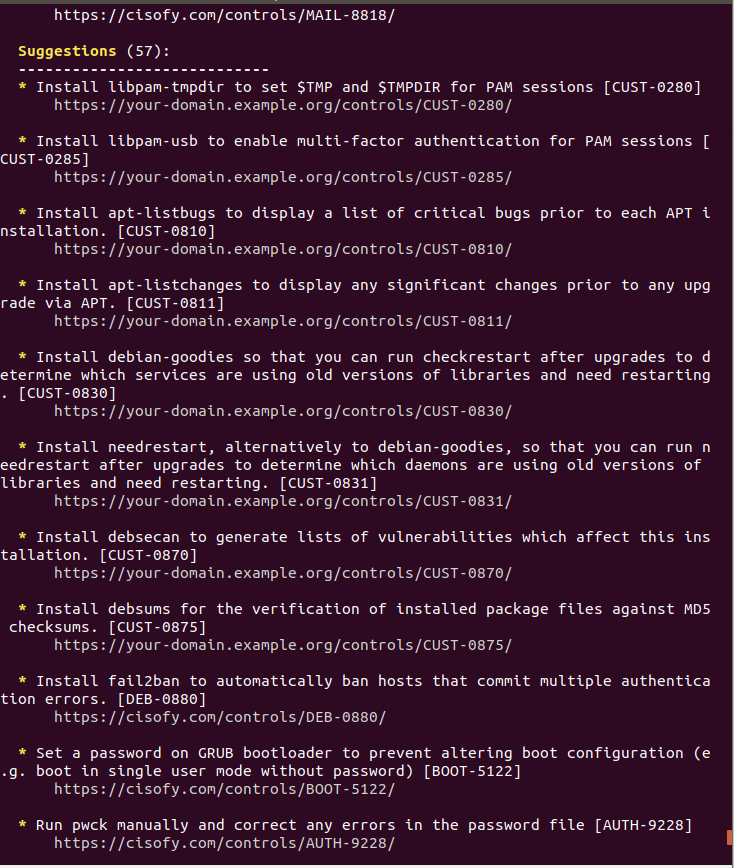 https://cisofy.com/controls/MAIL-8818/
Suggestions (57):
----------------------------
* Install libpam-tmpdir to set $TMP and $TMPDIR for PAM sessions [CUST-0280]
https://your-domain.example.org/controls/CUST-0280/
* Install libpam-usb to enable multi-factor authentication for PAM sessions [
CUST-0285]
https://your-domain.example.org/controls/CUST-0285/
* Install apt-listbugs to display a list of critical bugs prior to each APT i
nstallation. [CUST-0810]
https://your-domain.example.org/controls/CUST-0810/
* Install apt-listchanges to display any significant changes prior to any upg
rade via APT. [CUST-0811]
https://your-domain.example.org/controls/CUST-0811/
* Install debian-goodies so that you can run checkrestart after upgrades to d
etermine which services are using old versions of libraries and need restarting
. [CUST-0830]
https://your-domain.example.org/controls/CUST-0830/
* Install needrestart, alternatively to debian-goodies, so that you can run n
eedrestart after upgrades to determine which daemons are using old versions of
libraries and need restarting. [CUST-0831]
https://your-domain.example.org/controls/CUST-0831/
* Install debsecan to generate lists of vulnerabilities which affect this ins
tallation. [CUST-0870]
https://your-domain.example.org/controls/CUST-0870/
* Install debsums for the verification of installed package files against MD5
checksums. [CUST-0875]
https://your-domain.example.org/controls/CUST-0875/
* Install fail2ban to automatically ban hosts that commit multiple authentica
tion errors. [DEB-0880]
https://cisofy.com/controls/DEB-0880/
* Set a password on GRUB bootloader to prevent altering boot configuration (e
.g. boot in single user mode without password) [BOOT-5122]
https://cisofy.com/controls/BOOT-5122/
* Run pwck manually and correct any errors in the password file [AUTH-9228]
https://cisofy.com/controls/AUTH-9228/